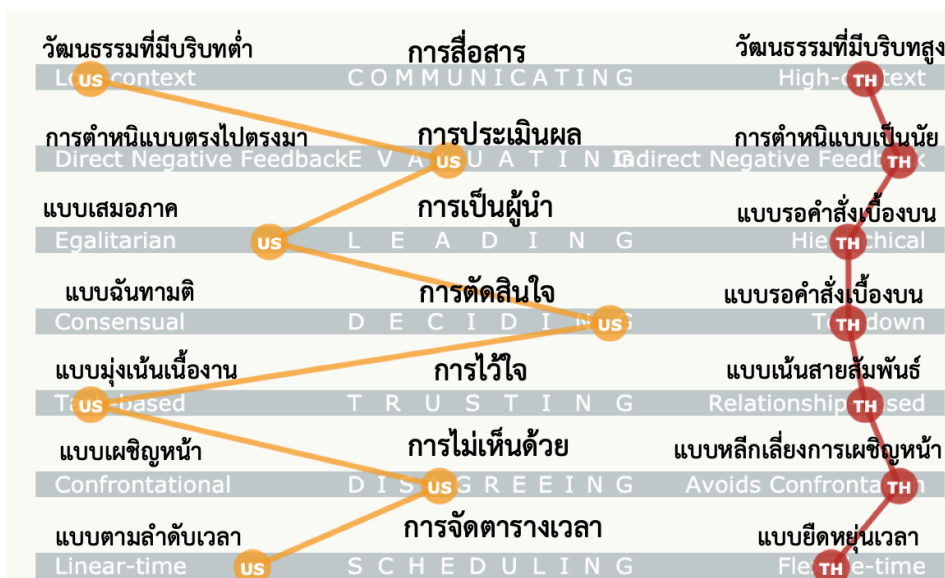 วัฒนธรรมที่มีบริบทต่ำ การสื่อสาร วัฒนธรรมที่มีบริบทสูง
US COMMUNICATING TH
การตำหนิแบบตรงไปตรงมา การประเมินผล การตำหนิแบบเป็นนัย
Direct Negative Feedback US Indirect Negative TH
แบบเสมอภาค การเป็นผู้นำ แบบรอคำสั่งเบื้องบน
Egalitarian US LEADING TH
แบบฉันทามติ การตัดสินใจ แบบรอคำสั่งเบื้องบน
Consensual US TH
แบบมุ่งเน้นเนื้องาน การไว้ใจ แบบเน้นสายสัมพันธ์
US TRUSTING Relationship TH
แบบเผชิญหน้า การไม่เห็นด้วย แบบหลีกเลี่ยงการเผชิญหน้า
Confrontational US Avoids TH
แบบตามลำดับเวลา การจัดตารางเวลา แบบยืดหยุ่นเวลา
Linear-time US SCHEDULING TH